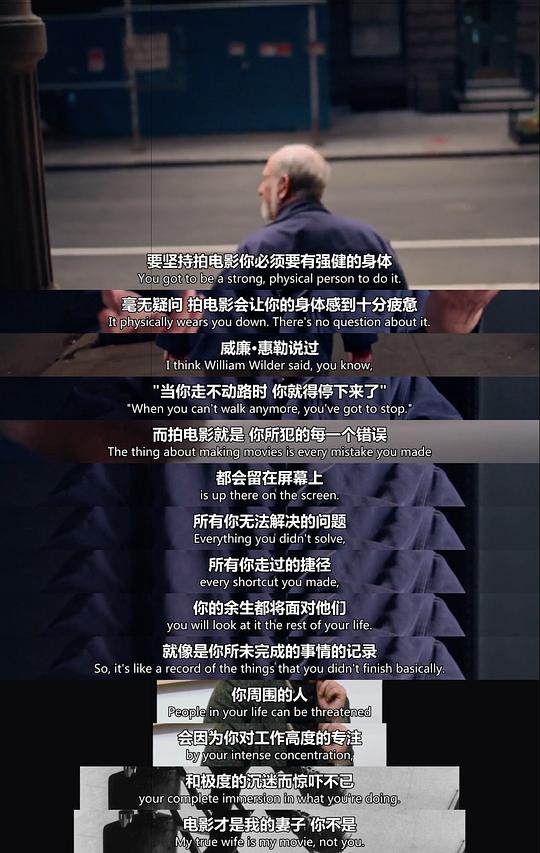 要坚持拍电影你必须要有强健的身体
You got to be a strong, physical person to do it.
毫无疑问 拍电影会让你的身体感到十分疲惫
It physically wears you down. There's no question about it.
威廉·惠勒说过
I think William Wilder said, you know,
"当你走不动路时 你就得停下来了"
"When you can't walk anymore, you've got to stop."
而拍电影就是 你所犯的每一个错误
The thing about making movies is every mistake you made
都会留在屏幕上
is up there on the screen.
所有你无法解决的问题
Everything you didn't solve,
所有你走过的捷径
every shortcut you made,
你的余生都将面对他们
you will look at it the rest of your life.
就像是你所未完成的事情的记录
So, it's like a record of the things that you didn't finish basically.
你周围的人
People in your life can be threatened
会因为你对工作高度的专注
by your intense concentration,
和极度的沉迷而惊吓不已
your complete immersion in what you're doing.
电影才是我的妻子 你不是
My true wife is my movie, not you.